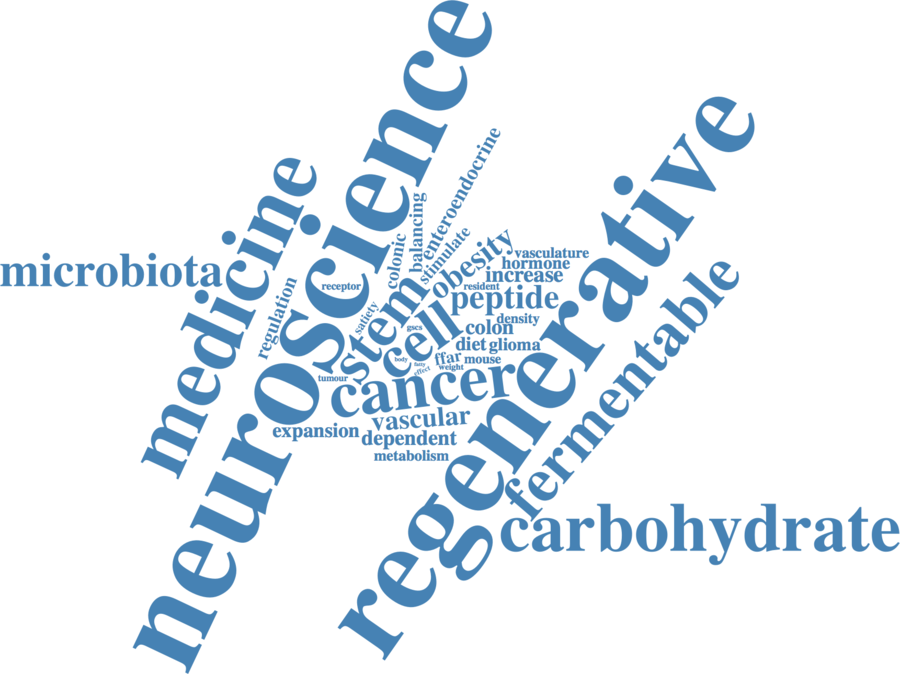 neuroscience
regenerative
medicine
microbiota
carbohydrate
fermentable
cancer
stem
cell
obesity
peptide
enteroendocrine
balancing
colonic
stimulate
regulation
receptor
satiety
vasculature
hormone
increase
resident
density
colon
diet
glioma
gscs
body
fatty
effect
ffar
mouse
weight
tumour
vascular
expansion
dependent
metabolism